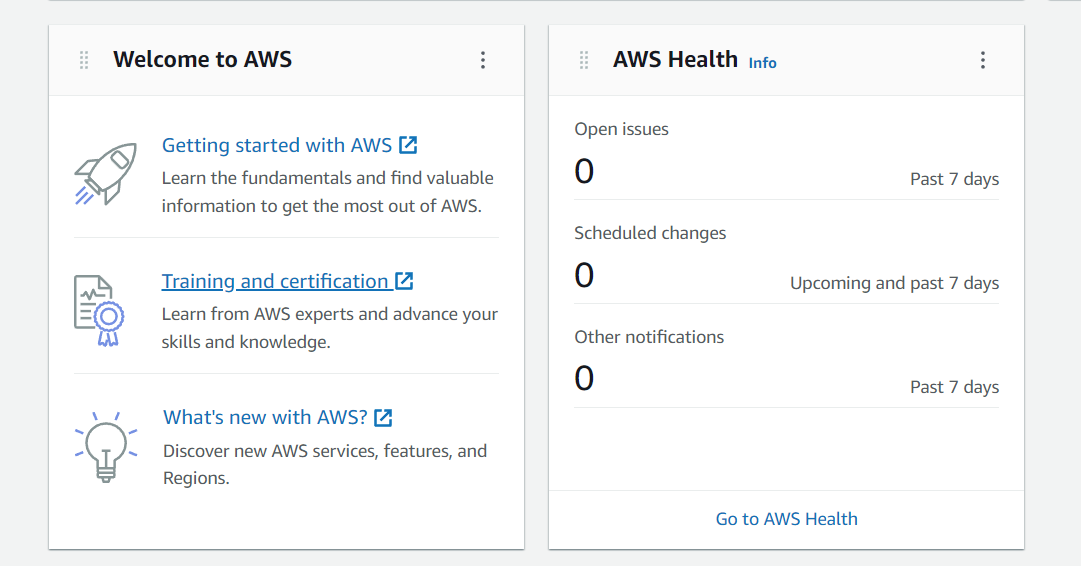 Welcome to AWS
Getting started with AWS
Learn the fundamentals and find valuable
information to get the most out of AWS.
Training and certification
Learn from AWS experts and advance your
skills and knowledge.
What's new with AWS?
Discover new AWS services, features, and
Regions.
AWS Health Info
Open issues
0
Past 7 days
Scheduled changes
0
Upcoming and past 7 days
Other notifications
0
Past 7 days
Go to AWS Health